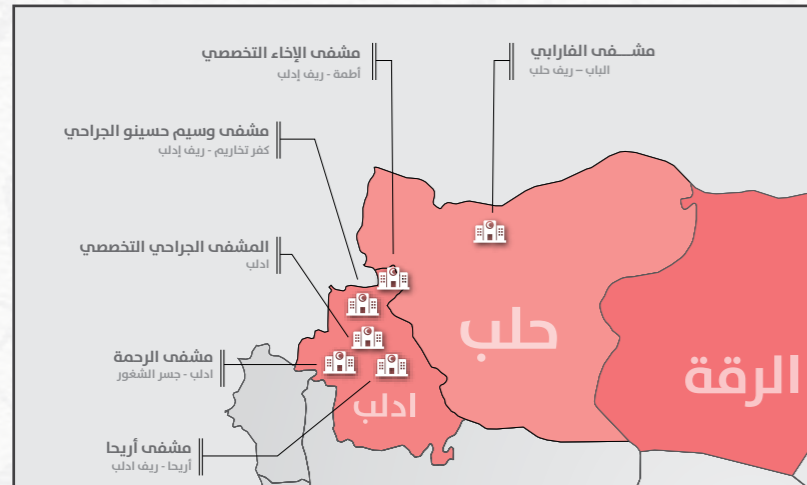 مشفى الفارابي
الباب – ريف حلب
مشفى الإخاء التخصصي
أطمة - ريف إدلب
مشفى وسيم حسينو الجراحي
كفر تخاريم - ريف إدلب
المشفى الجراحي التخصصي
ادلب
مشفى الرحمة
ادلب - جسر الشغور
مشفى أريحا
أريحا - ريف ادلب
حلب
الرقة
ادلب